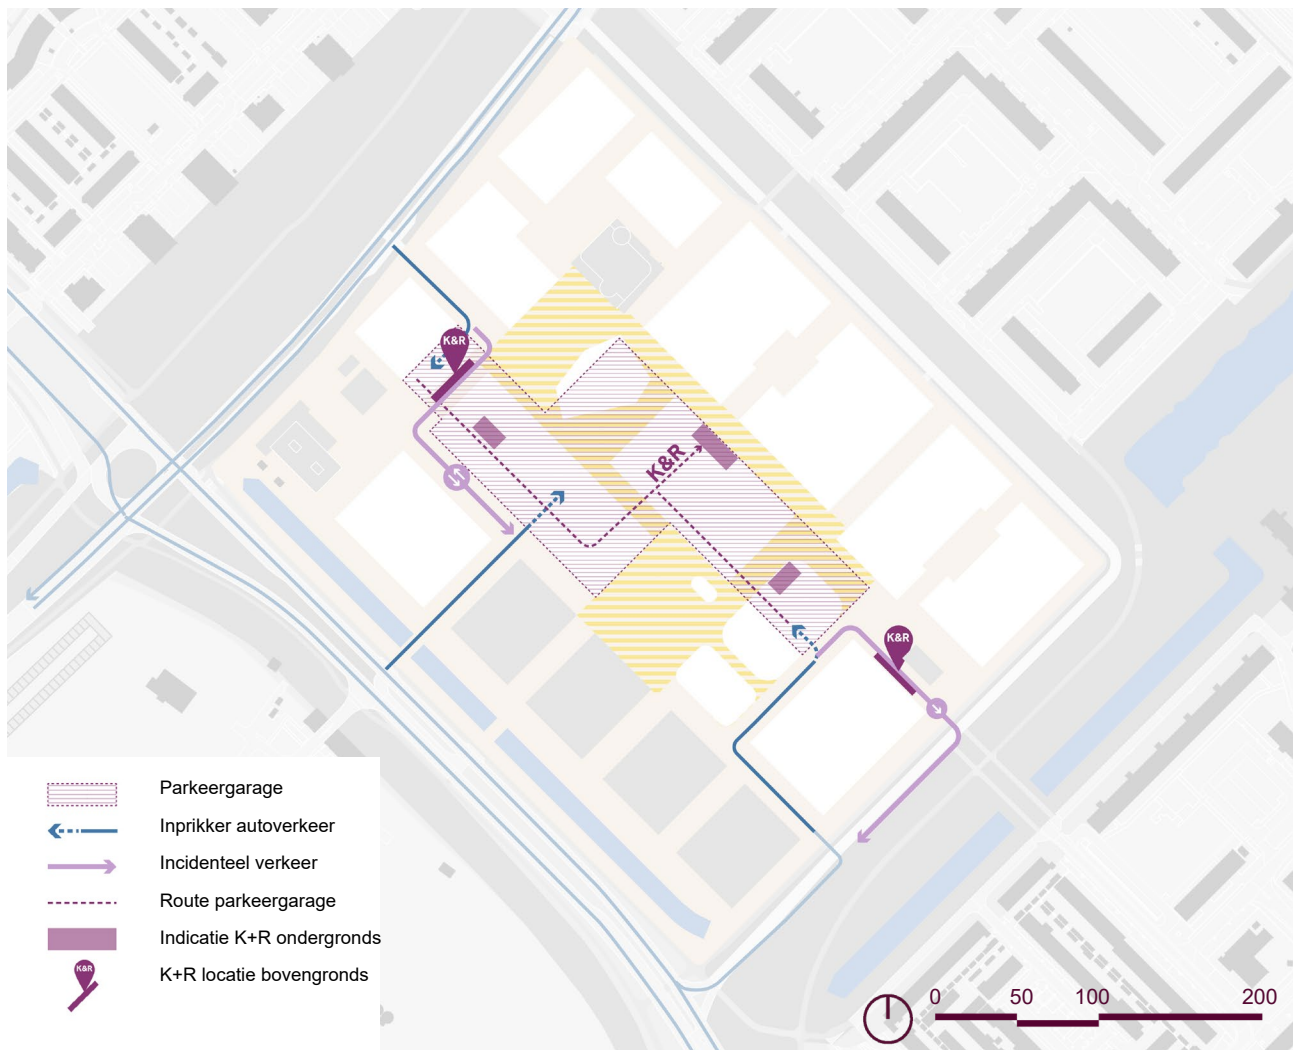 K&R
K&R
K&R
Parkeergarage
Inprikker autoverkeer
Incidenteel verkeer
Route parkeergarage
Indicatie K+R ondergronds
K&R
K+R locatie bovengronds
0 50 100 200